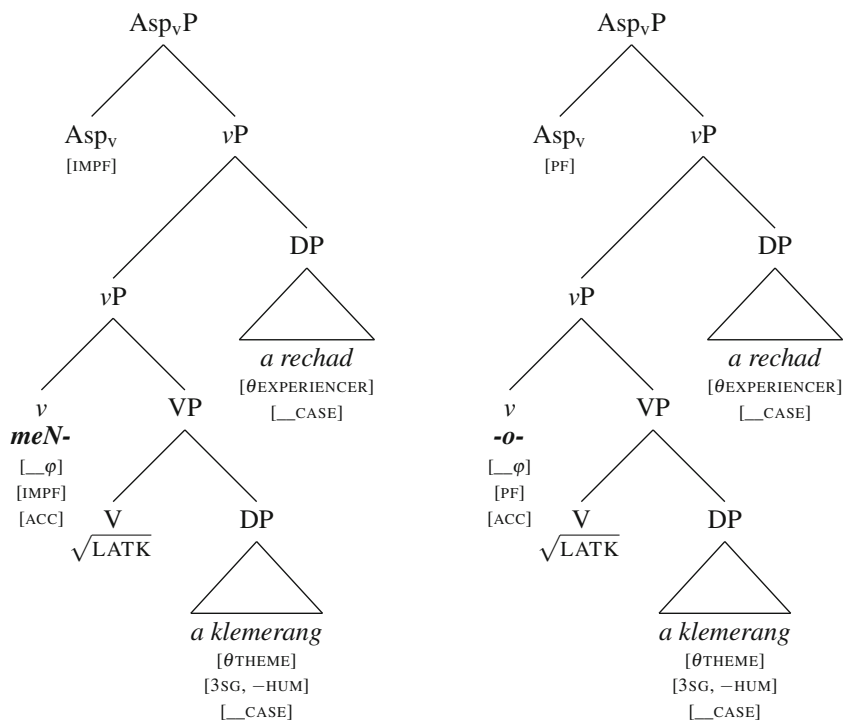 AspᵥP AspᵥP
Aspᵥ vP Aspᵥ vP
[IMPF] [PF]
DP DP
vP vP
a rechad a rechad
[θEXPERIENCER] [θEXPERIENCER]
v VP [__CASE] v VP [__CASE]
meN- -o-
[__φ] [__φ]
[IMPF] [PF]
[ACC] V DP [ACC] V DP
√LATK √LATK
a klemerang a klemerang
[θTHEME] [θTHEME]
[3SG, −HUM] [3SG, −HUM]
[__CASE] [__CASE]